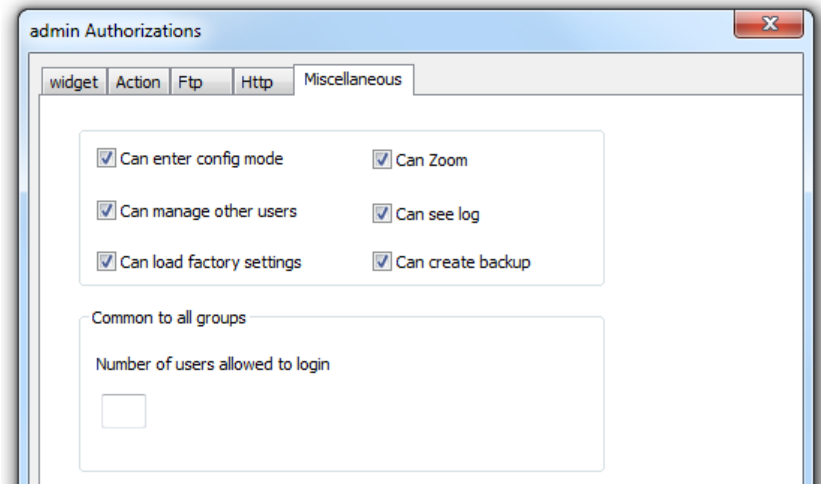 admin Authorizations
widget Action Ftp Http Miscellaneous
Can enter config mode Can Zoom
Can manage other users Can see log
Can load factory settings Can create backup
Common to all groups
Number of users allowed to login